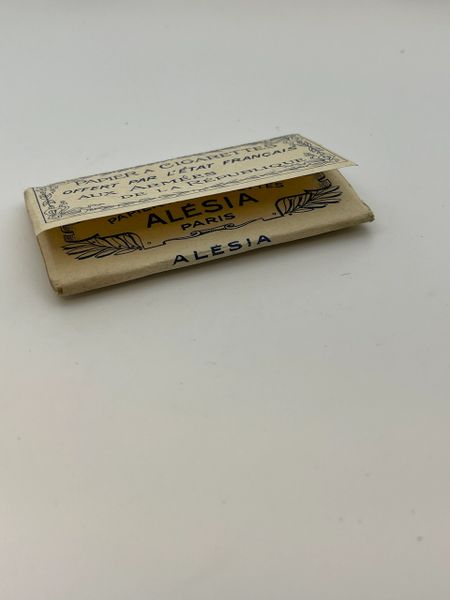 PAPIER A CIGARETTES
OFFERT PAR L'ÉTAT FRANÇAIS
AUX ARMÉES
DE LA RÉPUBLIQUE
ALÉSIA
PARIS
ALÉSIA